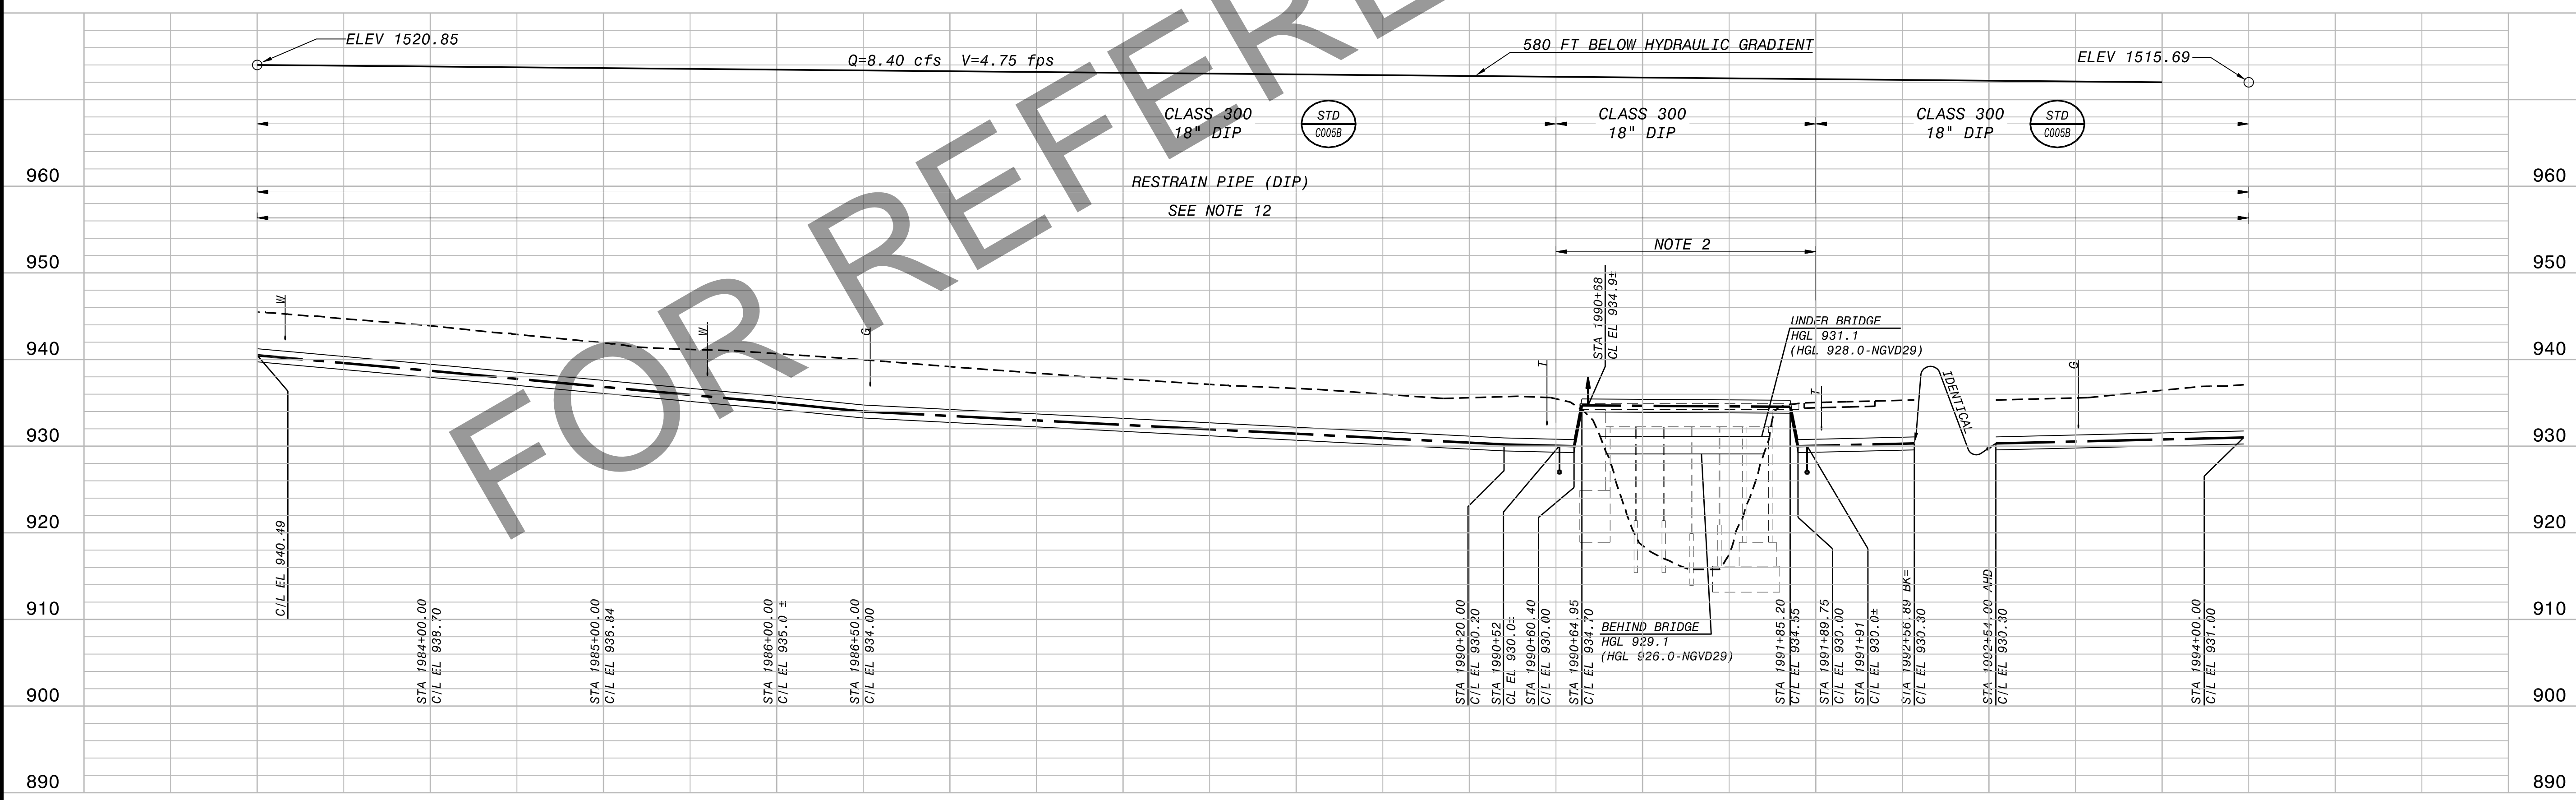 ELEV 1520.85
Q=8.40 cfs V=4.75 fps
580 FT BELOW HYDRAULIC GRADIENT
ELEV 1515.69
CLASS 300
18" DIP
STD
C005B
CLASS 300
18" DIP
CLASS 300
18" DIP
STD
C005B
RESTRAIN PIPE (DIP)
SEE NOTE 12
NOTE 2
960
950
940
930
920
910
900
890
960
950
940
930
920
910
900
890
FOR REFERE
W
W
G
T
T
G
STA 1990+68
CL EL 934.9±
UNDER BRIDGE
HGL 931.1
(HGL 928.0-NGVD29)
IDENTICAL
C/L EL 940.49
STA 1984+00.00
C/L EL 938.70
STA 1985+00.00
C/L EL 936.84
STA 1986+00.00
C/L EL 935.0 ±
STA 1986+50.00
C/L EL 934.00
STA 1990+20.00
C/L EL 930.20
STA 1990+52
CL EL 930.0±
STA 1990+60.40
C/L EL 930.00
STA 1990+64.95
C/L EL 934.70
BEHIND BRIDGE
HGL 929.1
(HGL 926.0-NGVD29)
STA 1991+85.20
C/L EL 934.55
STA 1991+89.75
C/L EL 930.00
STA 1991+91
C/L EL 930.0±
STA 1992+56.89 BK=
C/L EL 930.30
STA 1992+54.00 AHD
C/L EL 930.30
STA 1994+00.00
C/L EL 931.00